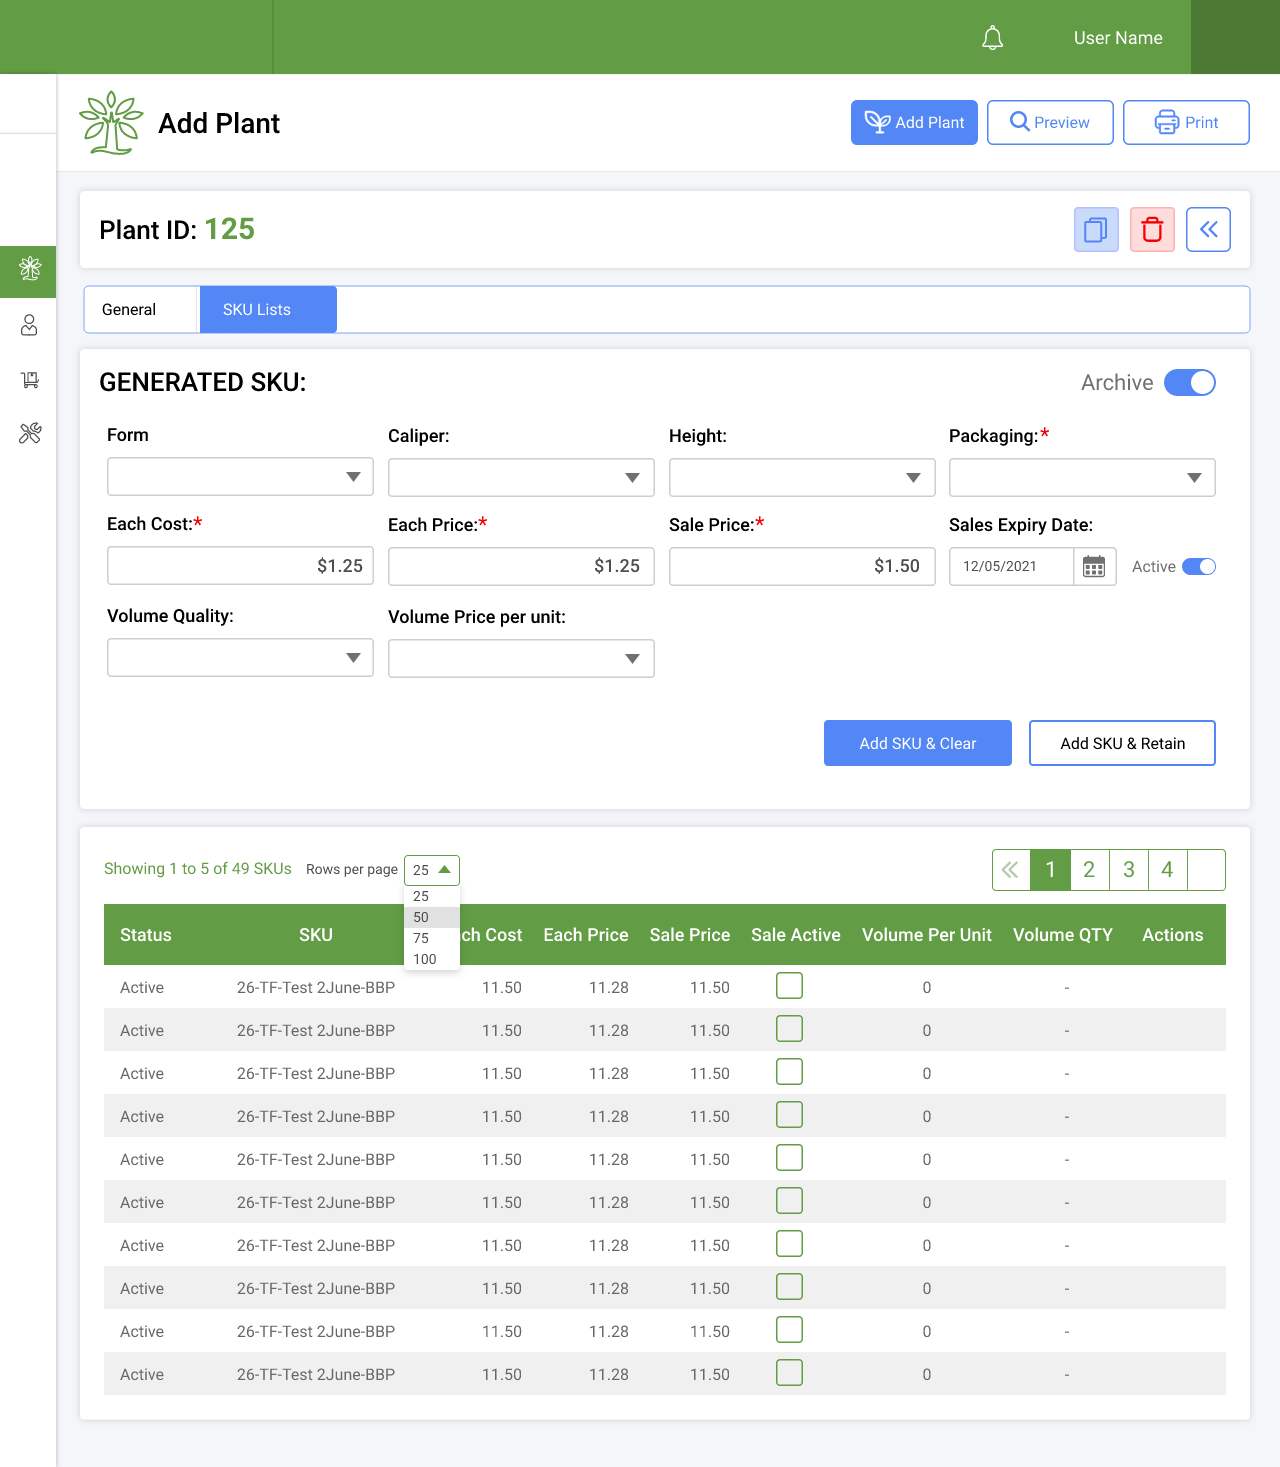 User Name
Add Plant
Add Plant
Preview
Print
Plant ID: 125
General
SKU Lists
GENERATED SKU:
Archive
Form
Caliper:
Height:
Packaging:*
Each Cost:*
Each Price:*
Sale Price:*
Sales Expiry Date:
$1.25
$1.25
$1.50
12/05/2021
Active
Volume Quality:
Volume Price per unit:
Add SKU & Clear
Add SKU & Retain
Showing 1 to 5 of 49 SKUs
Rows per page
25
25
50
75
100
1 2 3 4
Status SKU ch Cost Each Price Sale Price Sale Active Volume Per Unit Volume QTY Actions
Active 26-TF-Test 2June-BBP 11.50 11.28 11.50 0 -
Active 26-TF-Test 2June-BBP 11.50 11.28 11.50 0 -
Active 26-TF-Test 2June-BBP 11.50 11.28 11.50 0 -
Active 26-TF-Test 2June-BBP 11.50 11.28 11.50 0 -
Active 26-TF-Test 2June-BBP 11.50 11.28 11.50 0 -
Active 26-TF-Test 2June-BBP 11.50 11.28 11.50 0 -
Active 26-TF-Test 2June-BBP 11.50 11.28 11.50 0 -
Active 26-TF-Test 2June-BBP 11.50 11.28 11.50 0 -
Active 26-TF-Test 2June-BBP 11.50 11.28 11.50 0 -
Active 26-TF-Test 2June-BBP 11.50 11.28 11.50 0 -